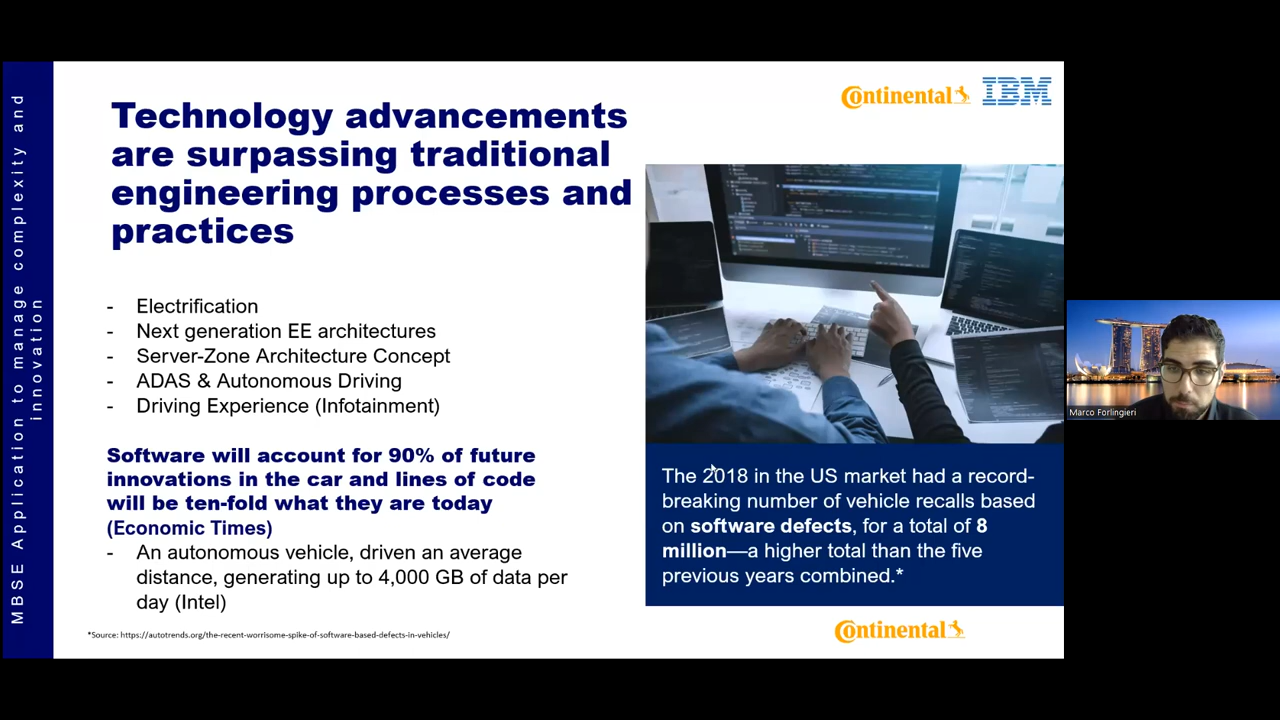 MBSE Application to manage complexity and
innovation
Technology advancements
are surpassing traditional
engineering processes and
practices
Continental
IBM
- Electrification
- Next generation EE architectures
- Server-Zone Architecture Concept
- ADAS & Autonomous Driving
- Driving Experience (Infotainment)
Software will account for 90% of future
innovations in the car and lines of code
will be ten-fold what they are today
(Economic Times)
- An autonomous vehicle, driven an average
distance, generating up to 4,000 GB of data per
day (Intel)
The 2018 in the US market had a record-
breaking number of vehicle recalls based
on software defects, for a total of 8
million—a higher total than the five
previous years combined.*
*Source: https://autotrends.org/the-recent-worrisome-spike-of-software-based-defects-in-vehicles/
Continental
Marco Forlingieri